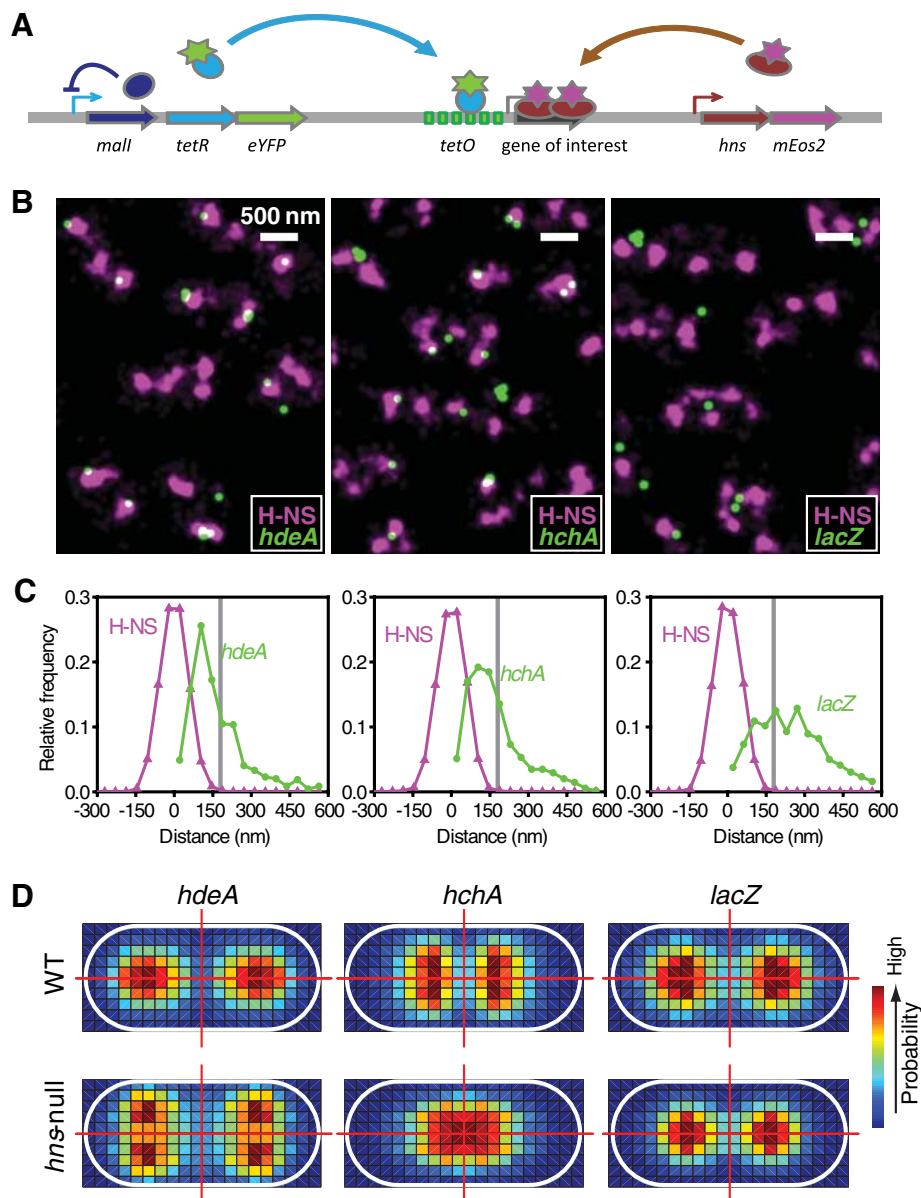 A
malI
tetR
eYFP
tetO
gene of interest
hns
mEos2
B
500 nm
H-NS
hdeA
H-NS
hchA
H-NS
lacZ
C
Relative frequency
0.3
0.2
0.1
0.0
H-NS
hdeA
-300 -150 0 150 300 450 600
Distance (nm)
0.3
0.2
0.1
0.0
H-NS
hchA
-300 -150 0 150 300 450 600
Distance (nm)
0.3
0.2
0.1
0.0
H-NS
lacZ
-300 -150 0 150 300 450 600
Distance (nm)
D
hdeA
hchA
lacZ
WT
hns-null
High
Probability